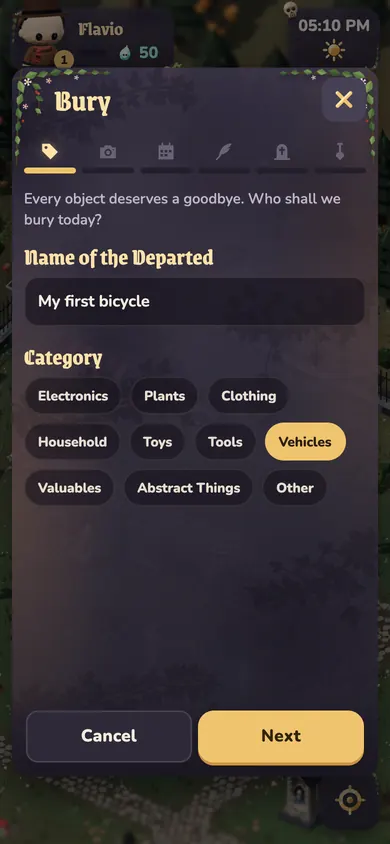 Flavio
05:10 PM
1
50
Bury
Every object deserves a goodbye. Who shall we
bury today?
Name of the Departed
My first bicycle
Category
Electronics
Plants
Clothing
Household
Toys
Tools
Vehicles
Valuables
Abstract Things
Other
Cancel
Next